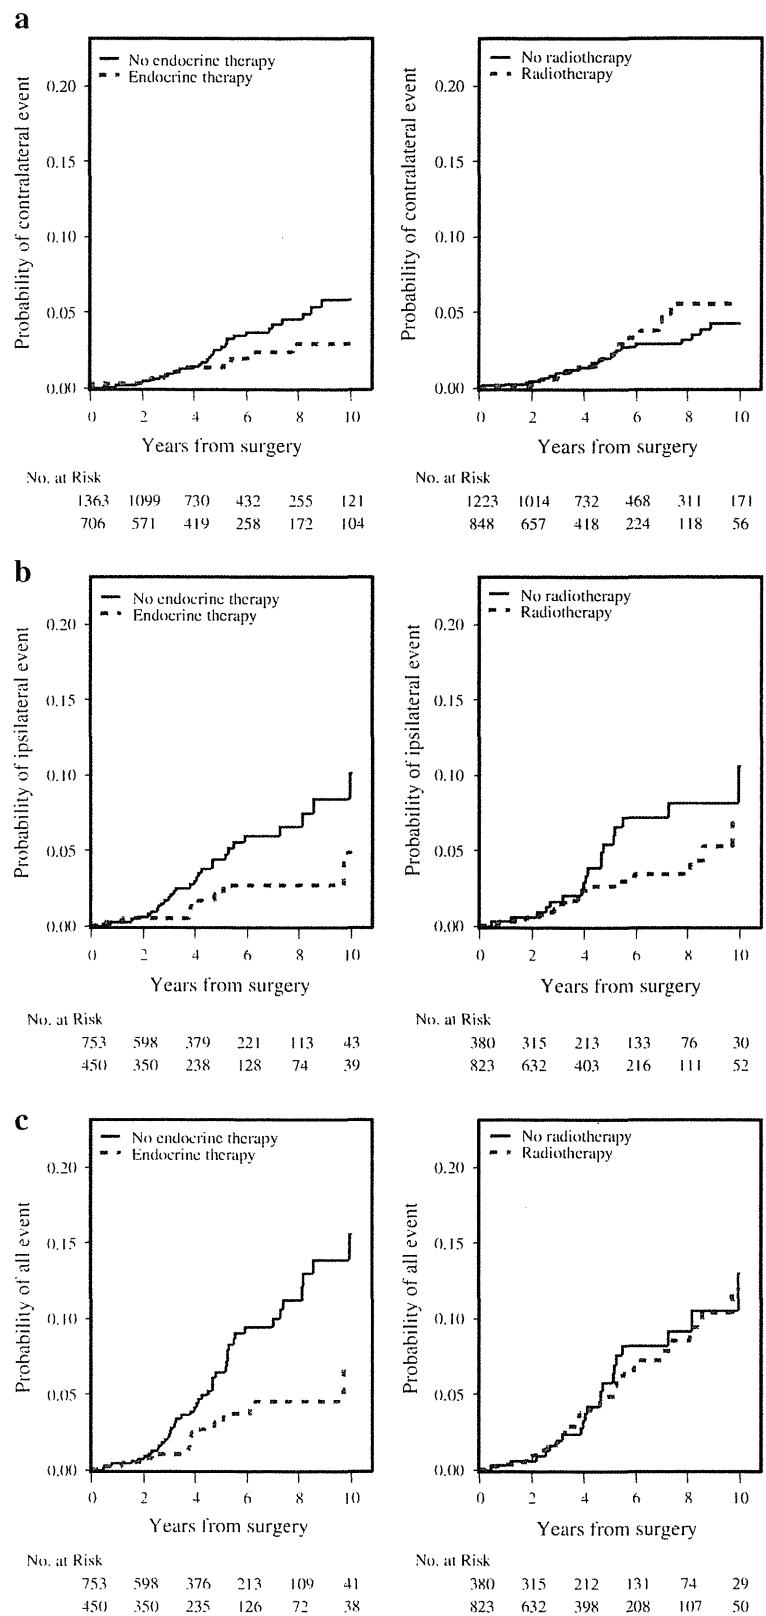 a
No endocrine therapy
Endocrine therapy
Probability of contralateral event
0.20
0.15
0.10
0.05
0.00
0 2 4 6 8 10
Years from surgery
No. at Risk
1363 1099 730 432 255 121
706 571 419 258 172 104
No radiotherapy
Radiotherapy
Probability of contralateral event
0.20
0.15
0.10
0.05
0.00
0 2 4 6 8 10
Years from surgery
No. at Risk
1223 1014 732 468 311 171
848 657 418 224 118 56
b
No endocrine therapy
Endocrine therapy
Probability of ipsilateral event
0.20
0.15
0.10
0.05
0.00
0 2 4 6 8 10
Years from surgery
No. at Risk
753 598 379 221 113 43
450 350 238 128 74 39
No radiotherapy
Radiotherapy
Probability of ipsilateral event
0.20
0.15
0.10
0.05
0.00
0 2 4 6 8 10
Years from surgery
No. at Risk
380 315 213 133 76 30
823 632 403 216 111 52
c
No endocrine therapy
Endocrine therapy
Probability of all event
0.20
0.15
0.10
0.05
0.00
0 2 4 6 8 10
Years from surgery
No. at Risk
753 598 376 213 109 41
450 350 235 126 72 38
No radiotherapy
Radiotherapy
Probability of all event
0.20
0.15
0.10
0.05
0.00
0 2 4 6 8 10
Years from surgery
No. at Risk
380 315 212 131 74 29
823 632 398 208 107 50